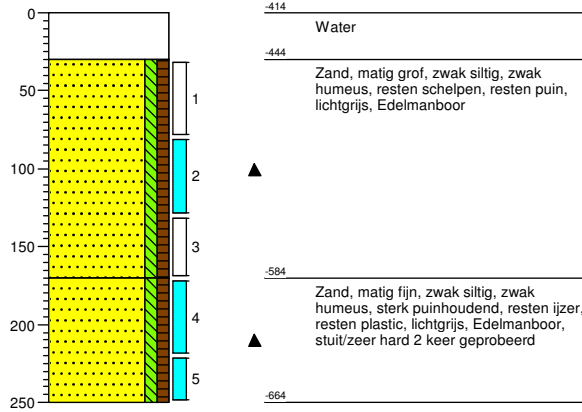 0
50
100
150
200
250
1
2
3
4
5
-414
Water
-444
Zand, matig grof, zwak siltig, zwak
humeus, resten schelpen, resten puin,
lichtgrijs, Edelmanboor
-584
Zand, matig fijn, zwak siltig, zwak
humeus, sterk puinhoudend, resten ijzer,
resten plastic, lichtgrijs, Edelmanboor,
stuit/zeer hard 2 keer geprobeerd
-664